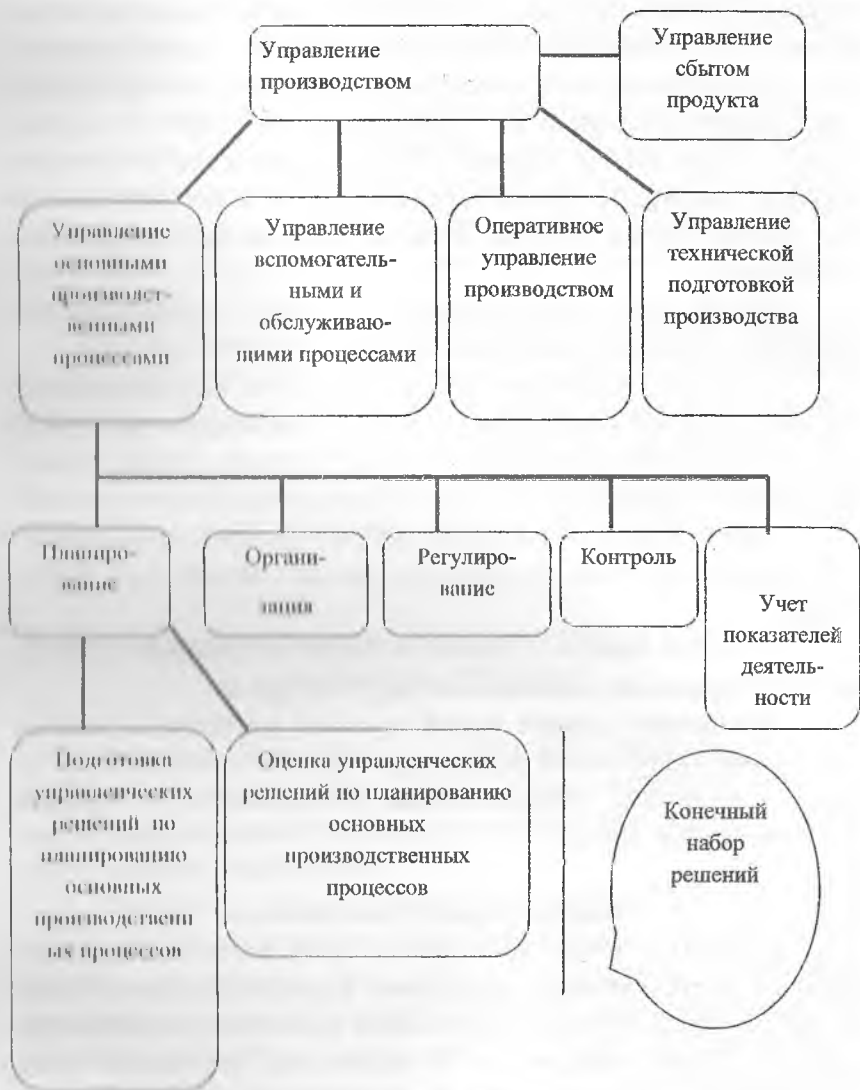 Управление
производством
Управление
сбытом
продукта
Управление
основными
производст-
венными
процессами
Управление
вспомогатель-
ными и
обслуживаю-
щими процессами
Оперативное
управление
производством
Управление
технической
подготовкой
производства
Планиро-
вание
Органи-
зация
Регулиро-
вание
Контроль
Учет
показателей
деятель-
ности
Подготовка
управленческих
решений по
планированию
основных
производственн
ых процессов
Оценка управленческих
решений по планированию
основных
производственных
процессов
Конечный
набор
решений